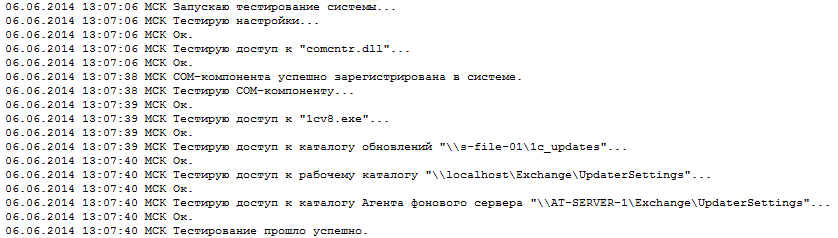 06.06.2014 13:07:06 МСК Запускаю тестирование системы...
06.06.2014 13:07:06 МСК Тестирую настройки...
06.06.2014 13:07:06 МСК Ок.
06.06.2014 13:07:06 МСК Тестирую доступ к "comcntr.dll"...
06.06.2014 13:07:06 МСК Ок.
06.06.2014 13:07:38 МСК COM-компонента успешно зарегистрирована в системе.
06.06.2014 13:07:38 МСК Тестирую COM-компоненту...
06.06.2014 13:07:39 МСК Ок.
06.06.2014 13:07:39 МСК Тестирую доступ к "1cv8.exe"...
06.06.2014 13:07:39 МСК Ок.
06.06.2014 13:07:39 МСК Тестирую доступ к каталогу обновлений "\\s-file-01\1c_updates"...
06.06.2014 13:07:40 МСК Ок.
06.06.2014 13:07:40 МСК Тестирую доступ к рабочему каталогу "\\localhost\Exchange\UpdaterSettings"...
06.06.2014 13:07:40 МСК Ок.
06.06.2014 13:07:40 МСК Тестирую доступ к каталогу Агента фонового сервера "\\AT-SERVER-1\Exchange\UpdaterSettings"...
06.06.2014 13:07:40 МСК Ок.
06.06.2014 13:07:40 МСК Тестирование прошло успешно.